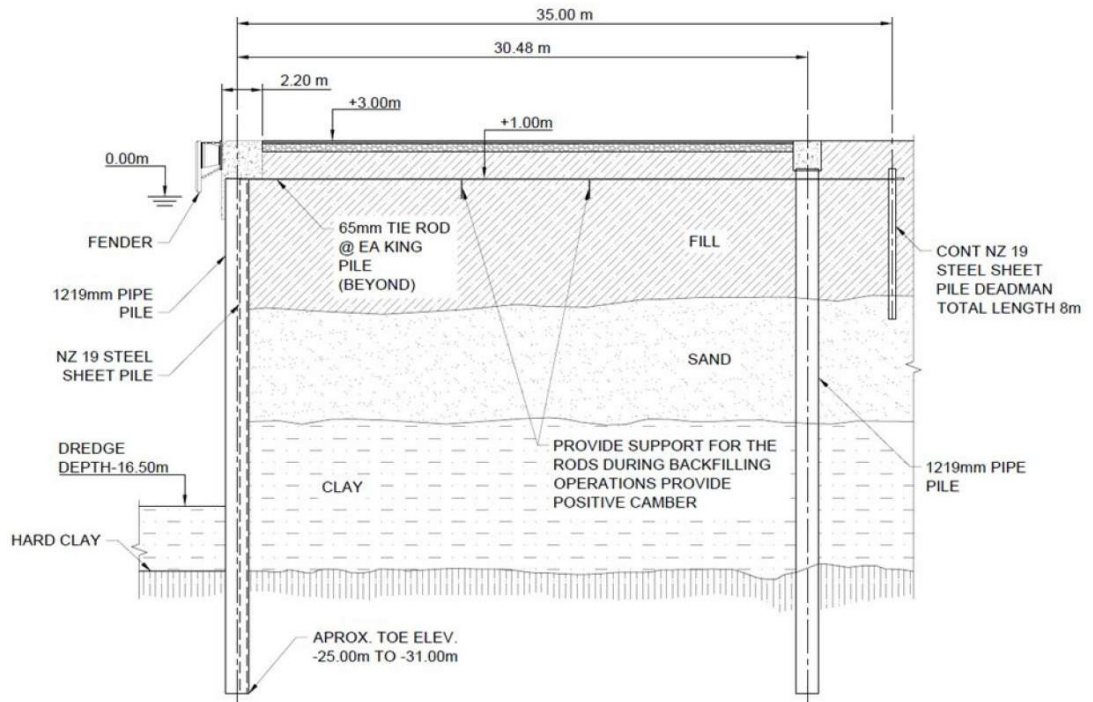 35.00 m
30.48 m
2.20 m
+3.00m
+1.00m
0.00m
FENDER
65mm TIE ROD
@ EA KING
PILE
(BEYOND)
FILL
CONT NZ 19
STEEL SHEET
PILE DEADMAN
TOTAL LENGTH 8m
1219mm PIPE
PILE
NZ 19 STEEL
SHEET PILE
SAND
DREDGE
DEPTH-16.50m
CLAY
PROVIDE SUPPORT FOR THE
RODS DURING BACKFILLING
OPERATIONS PROVIDE
POSITIVE CAMBER
1219mm PIPE
PILE
HARD CLAY
APROX. TOE ELEV.
-25.00m TO -31.00m